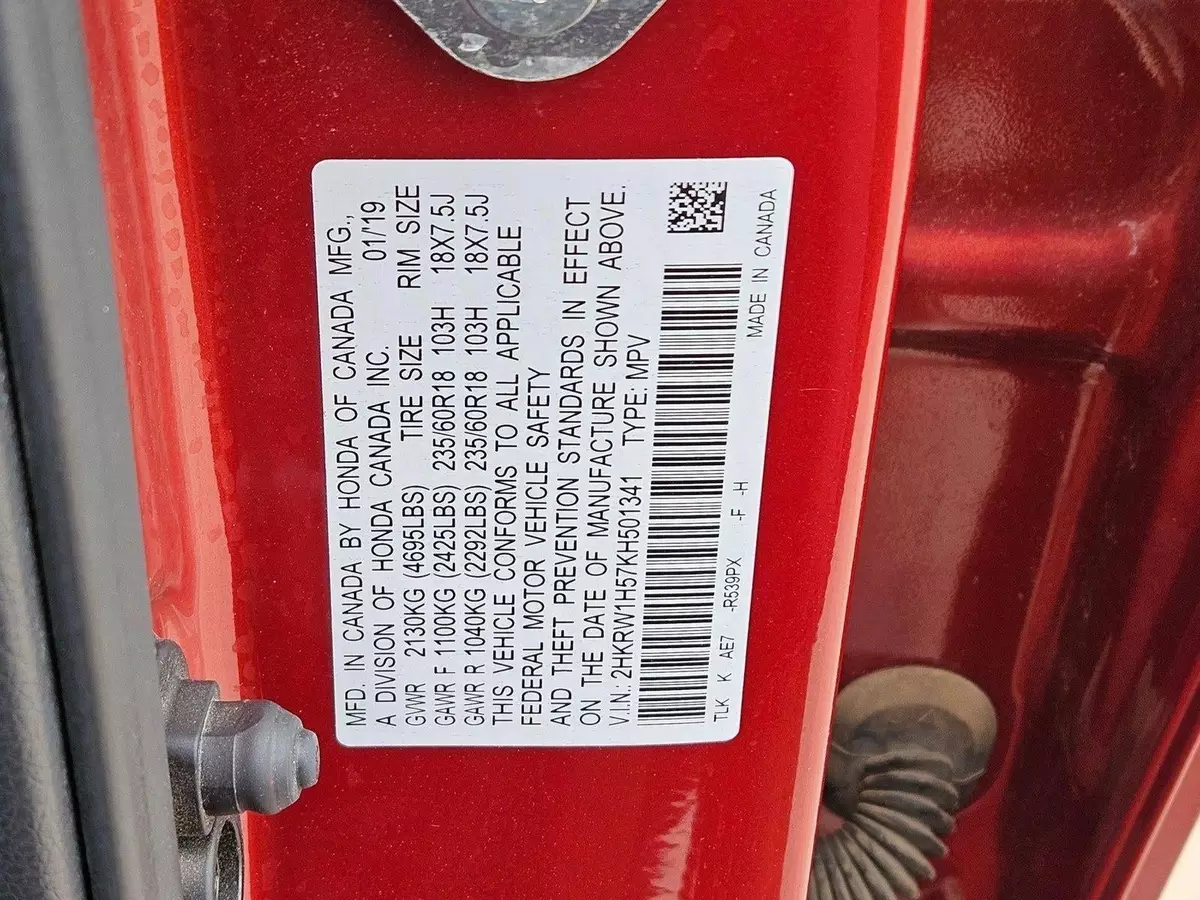 MFD. IN CANADA BY HONDA OF CANADA MFG.,
A DIVISION OF HONDA CANADA INC. 01/'19
GVWR 2130KG (4695LBS) TIRE SIZE RIM SIZE
GAWR F 1100KG (2425LBS) 235/60R18 103H 18X7.5J
GAWR R 1040KG (2292LBS) 235/60R18 103H 18X7.5J
THIS VEHICLE CONFORMS TO ALL APPLICABLE
FEDERAL MOTOR VEHICLE SAFETY
AND THEFT PREVENTION STANDARDS IN EFFECT
ON THE DATE OF MANUFACTURE SHOWN ABOVE.
V.I.N.: 2HKRW1H57KH501341 TYPE: MPV
TLK K AE7 -R539PX -F -H
MADE IN CANADA